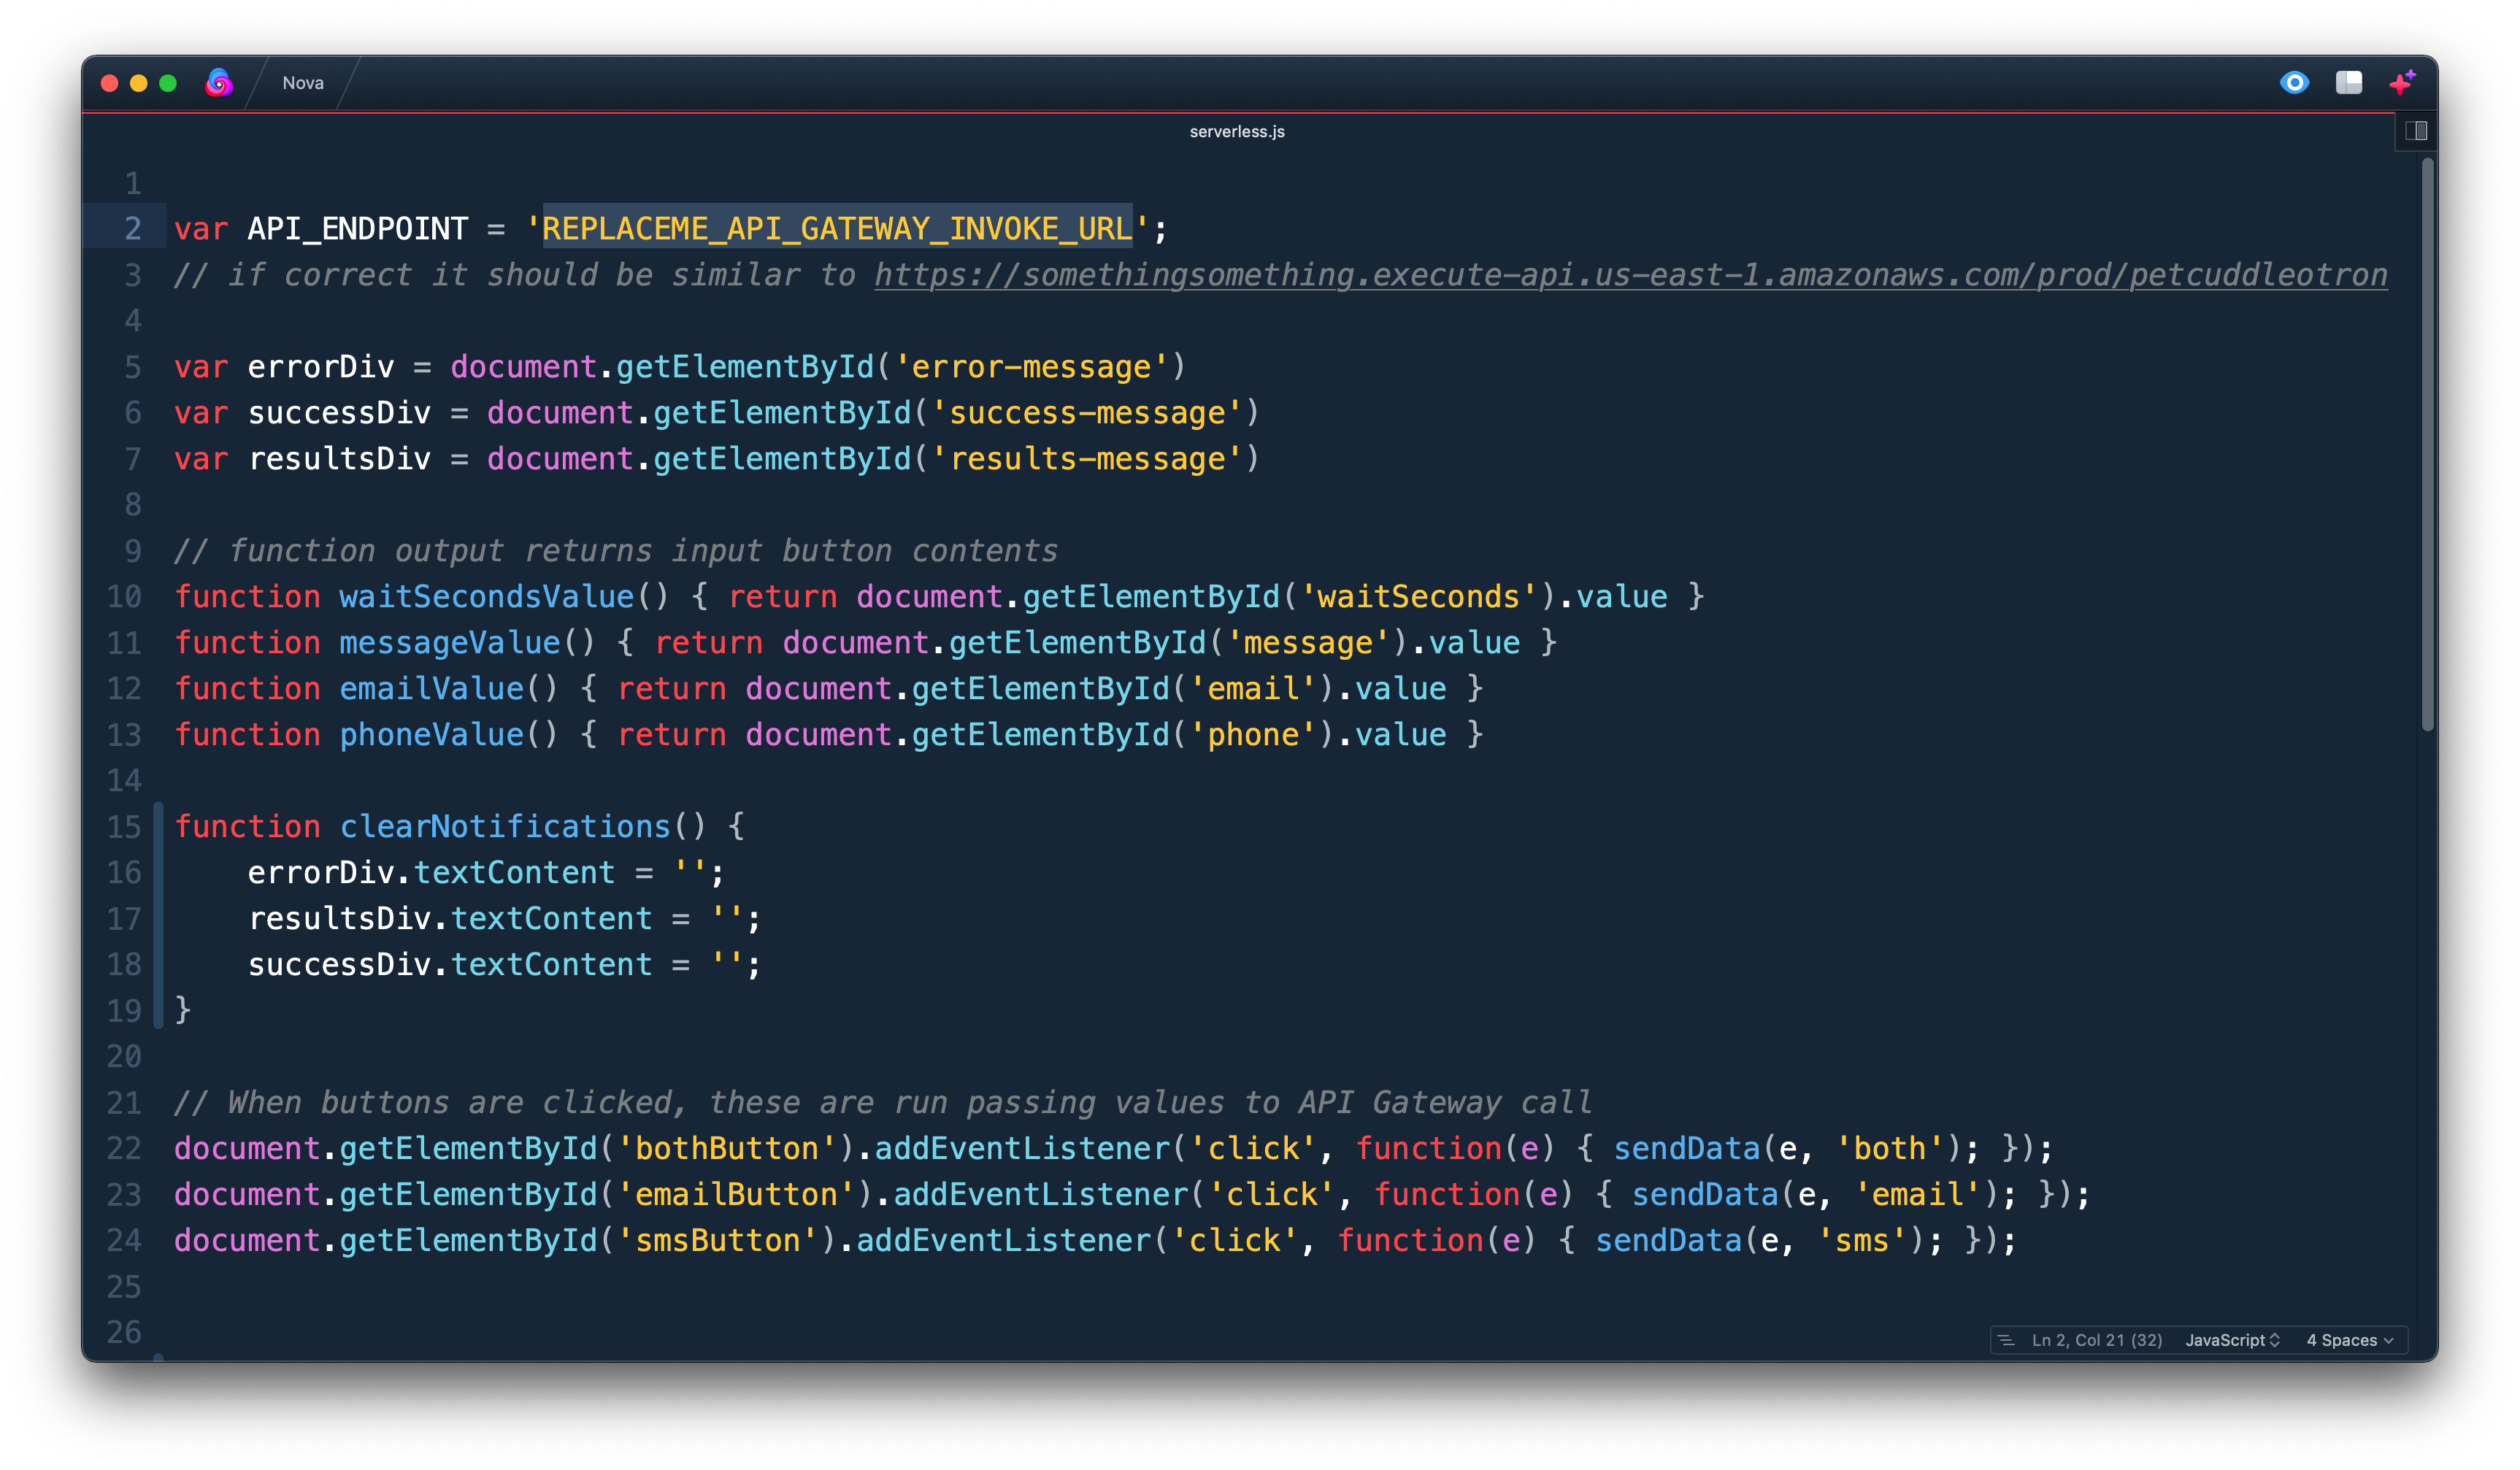 Nova
serverless.js
1
2 var API_ENDPOINT = 'REPLACEME_API_GATEWAY_INVOKE_URL';
3 // if correct it should be similar to https://somethingsomething.execute-api.us-east-1.amazonaws.com/prod/petcuddleotron
4
5 var errorDiv = document.getElementById('error-message')
6 var successDiv = document.getElementById('success-message')
7 var resultsDiv = document.getElementById('results-message')
8
9 // function output returns input button contents
10 function waitSecondsValue() { return document.getElementById('waitSeconds').value }
11 function messageValue() { return document.getElementById('message').value }
12 function emailValue() { return document.getElementById('email').value }
13 function phoneValue() { return document.getElementById('phone').value }
14
15 function clearNotifications() {
16     errorDiv.textContent = '';
17     resultsDiv.textContent = '';
18     successDiv.textContent = '';
19 }
20
21 // When buttons are clicked, these are run passing values to API Gateway call
22 document.getElementById('bothButton').addEventListener('click', function(e) { sendData(e, 'both'); });
23 document.getElementById('emailButton').addEventListener('click', function(e) { sendData(e, 'email'); });
24 document.getElementById('smsButton').addEventListener('click', function(e) { sendData(e, 'sms'); });
25
26
Ln 2, Col 21 (32) JavaScript 4 Spaces